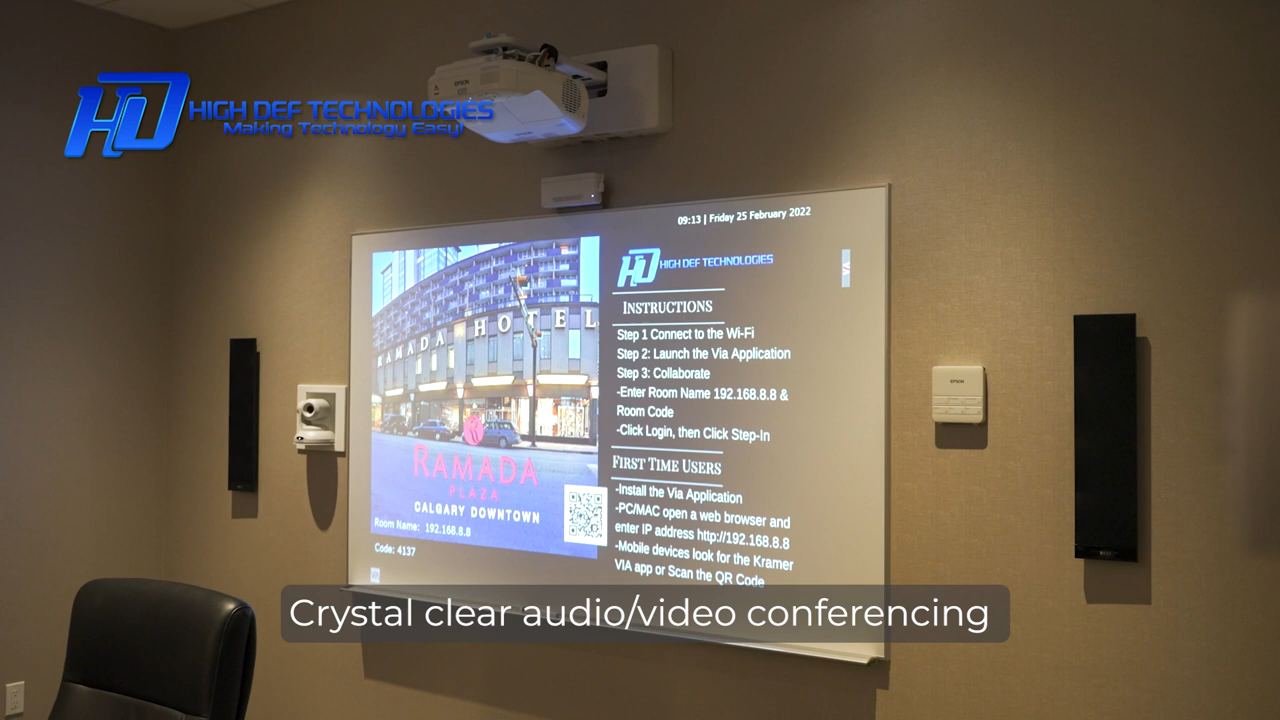 EPSON
HIGH DEF TECHNOLOGIES
Making Technology Easy!
09:13 | Friday 25 February 2022
HD HIGH DEF TECHNOLOGIES
INSTRUCTIONS
Step 1 Connect to the Wi-Fi
Step 2: Launch the Via Application
Step 3: Collaborate
-Enter Room Name 192.168.8.8 &
Room Code
-Click Login, then Click Step-In
FIRST TIME USERS
-Install the Via Application
-PC/MAC open a web browser and
enter IP address http://192.168.8.8
-Mobile devices look for the Kramer
VIA app or Scan the QR Code
RAMADA HOTEL
RAMADA
PLAZA
CALGARY DOWNTOWN
Room Name: 192.168.8.8
Code: 4137
EPSON
Crystal clear audio/video conferencing